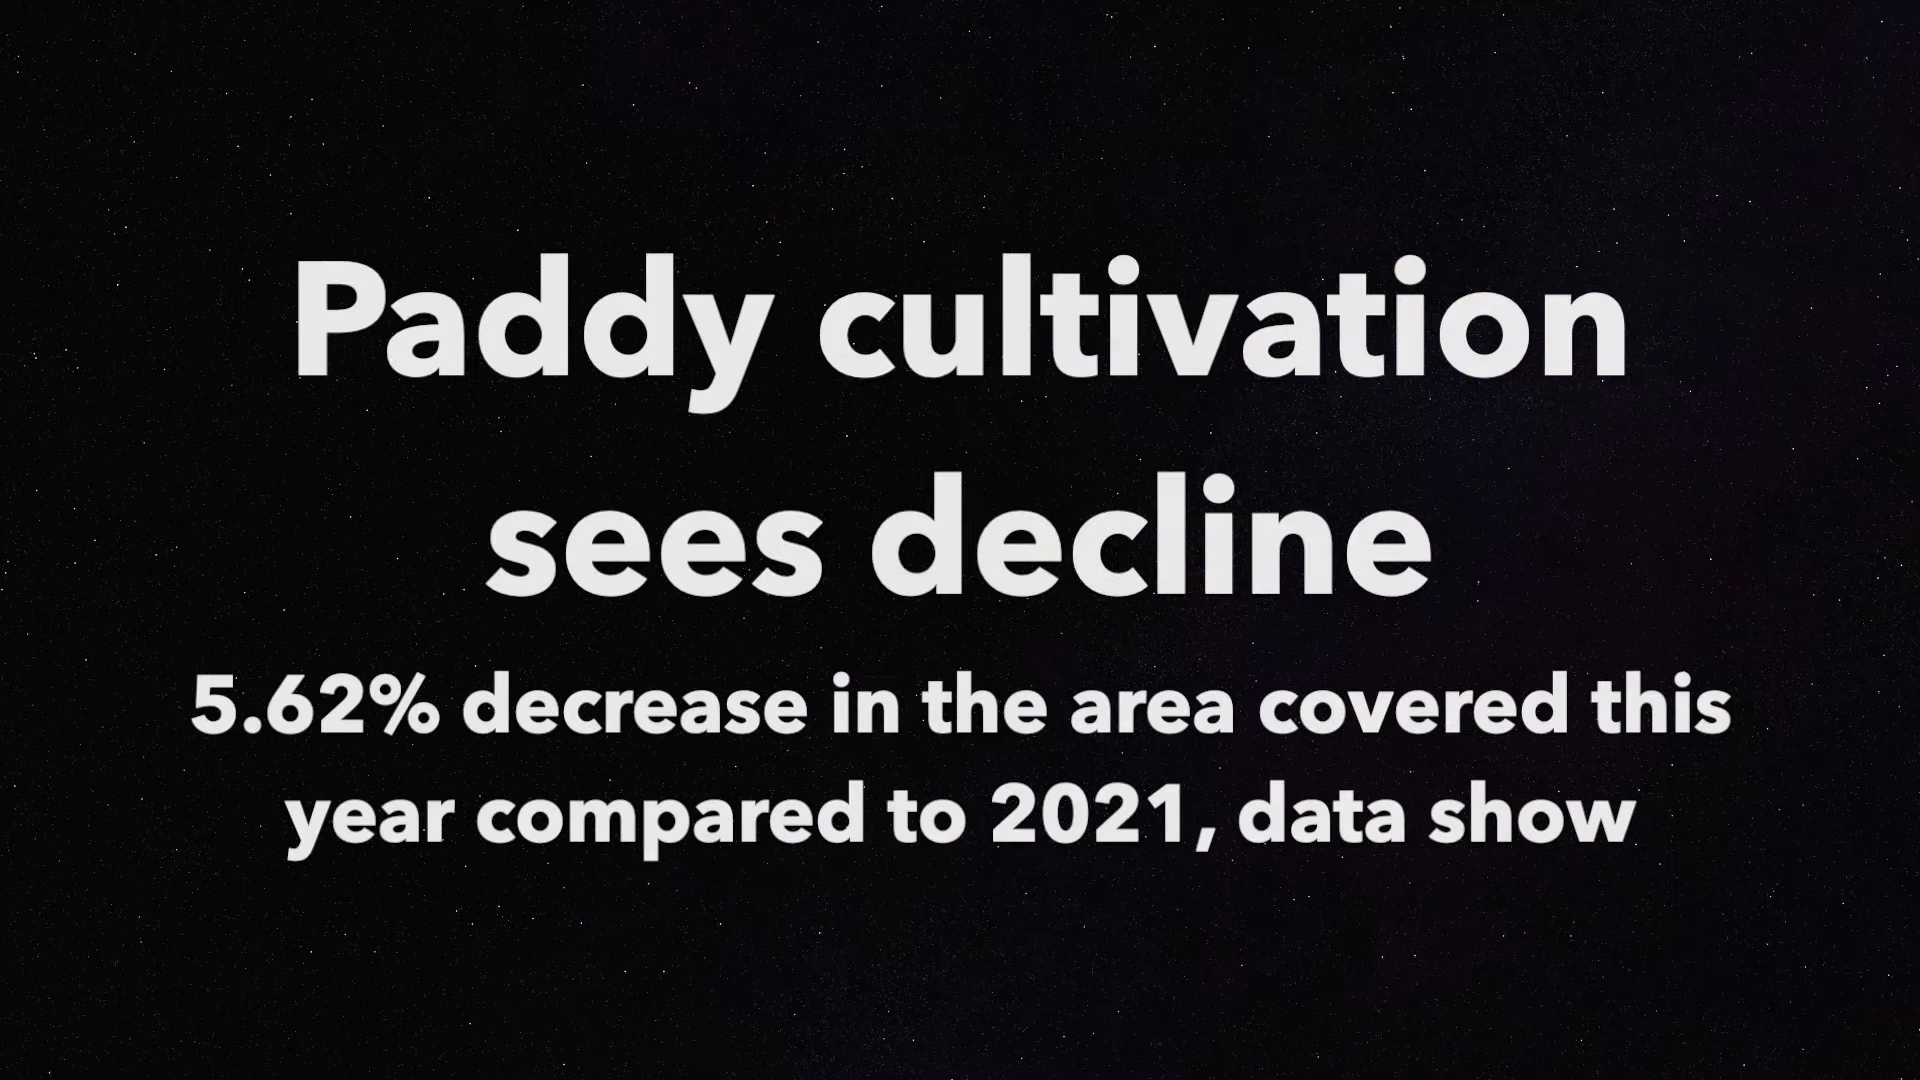 Paddy cultivation
sees decline
5.62% decrease in the area covered this
year compared to 2021, data show